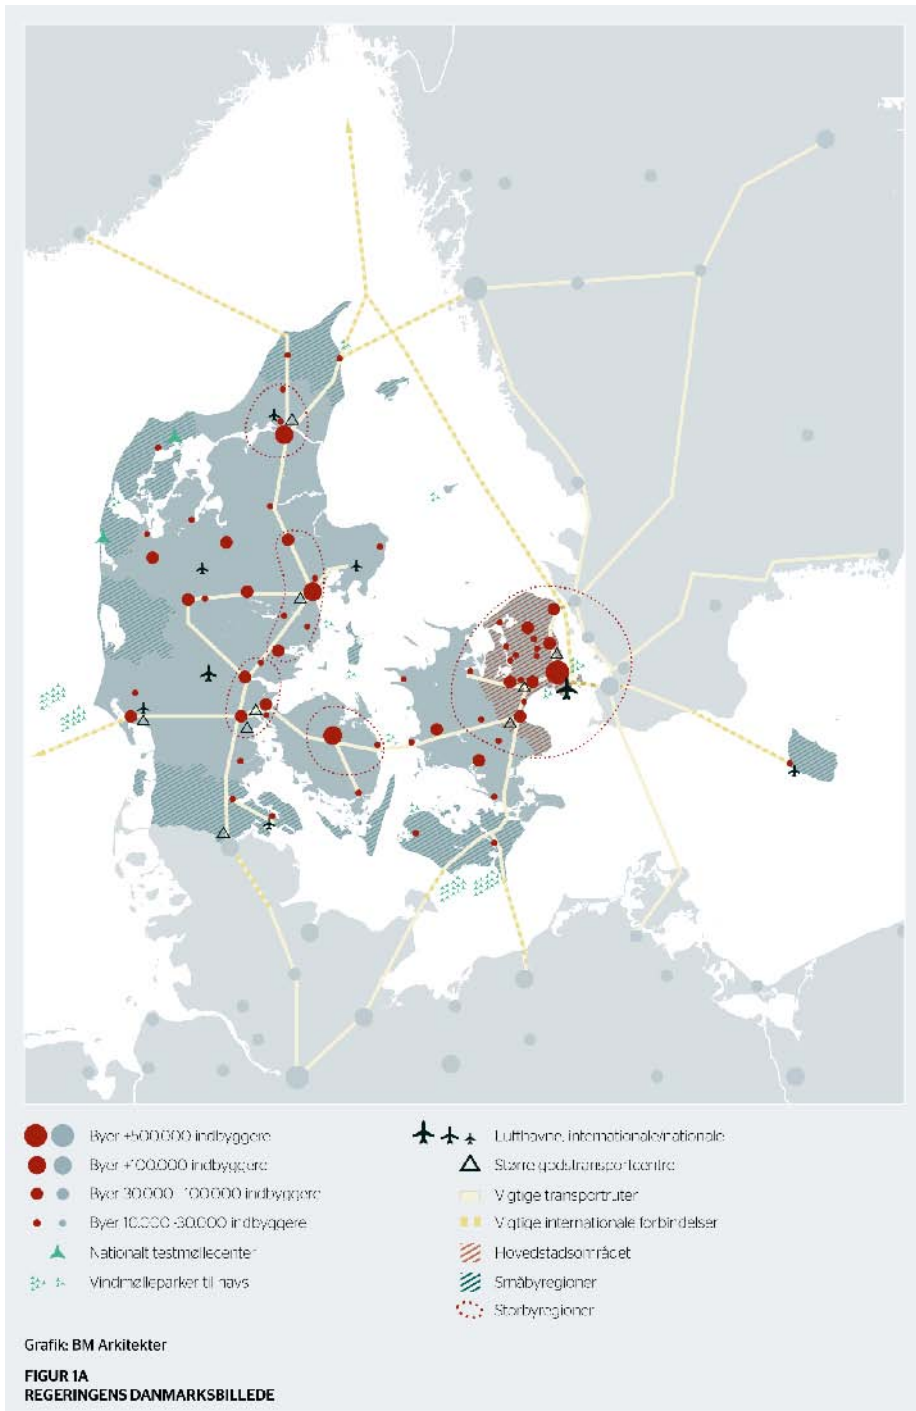 Byer +500.000 indbyggere
Byer +100.000 indbyggere
Byer 30.000 - 100.000 indbyggere
Byer 10.000 -30.000 indbyggere
Nationalt testmøllecenter
Vindmølleparker til havs
Lufthavne, internationale/nationale
Større godstransportcentre
Vigtige transportruter
Vigtige internationale forbindelser
Hovedstadsområdet
Småbyregioner
Storbyregioner
Grafik: BM Arkitekter
FIGUR 1A
REGERINGENS DANMARKSBILLEDE